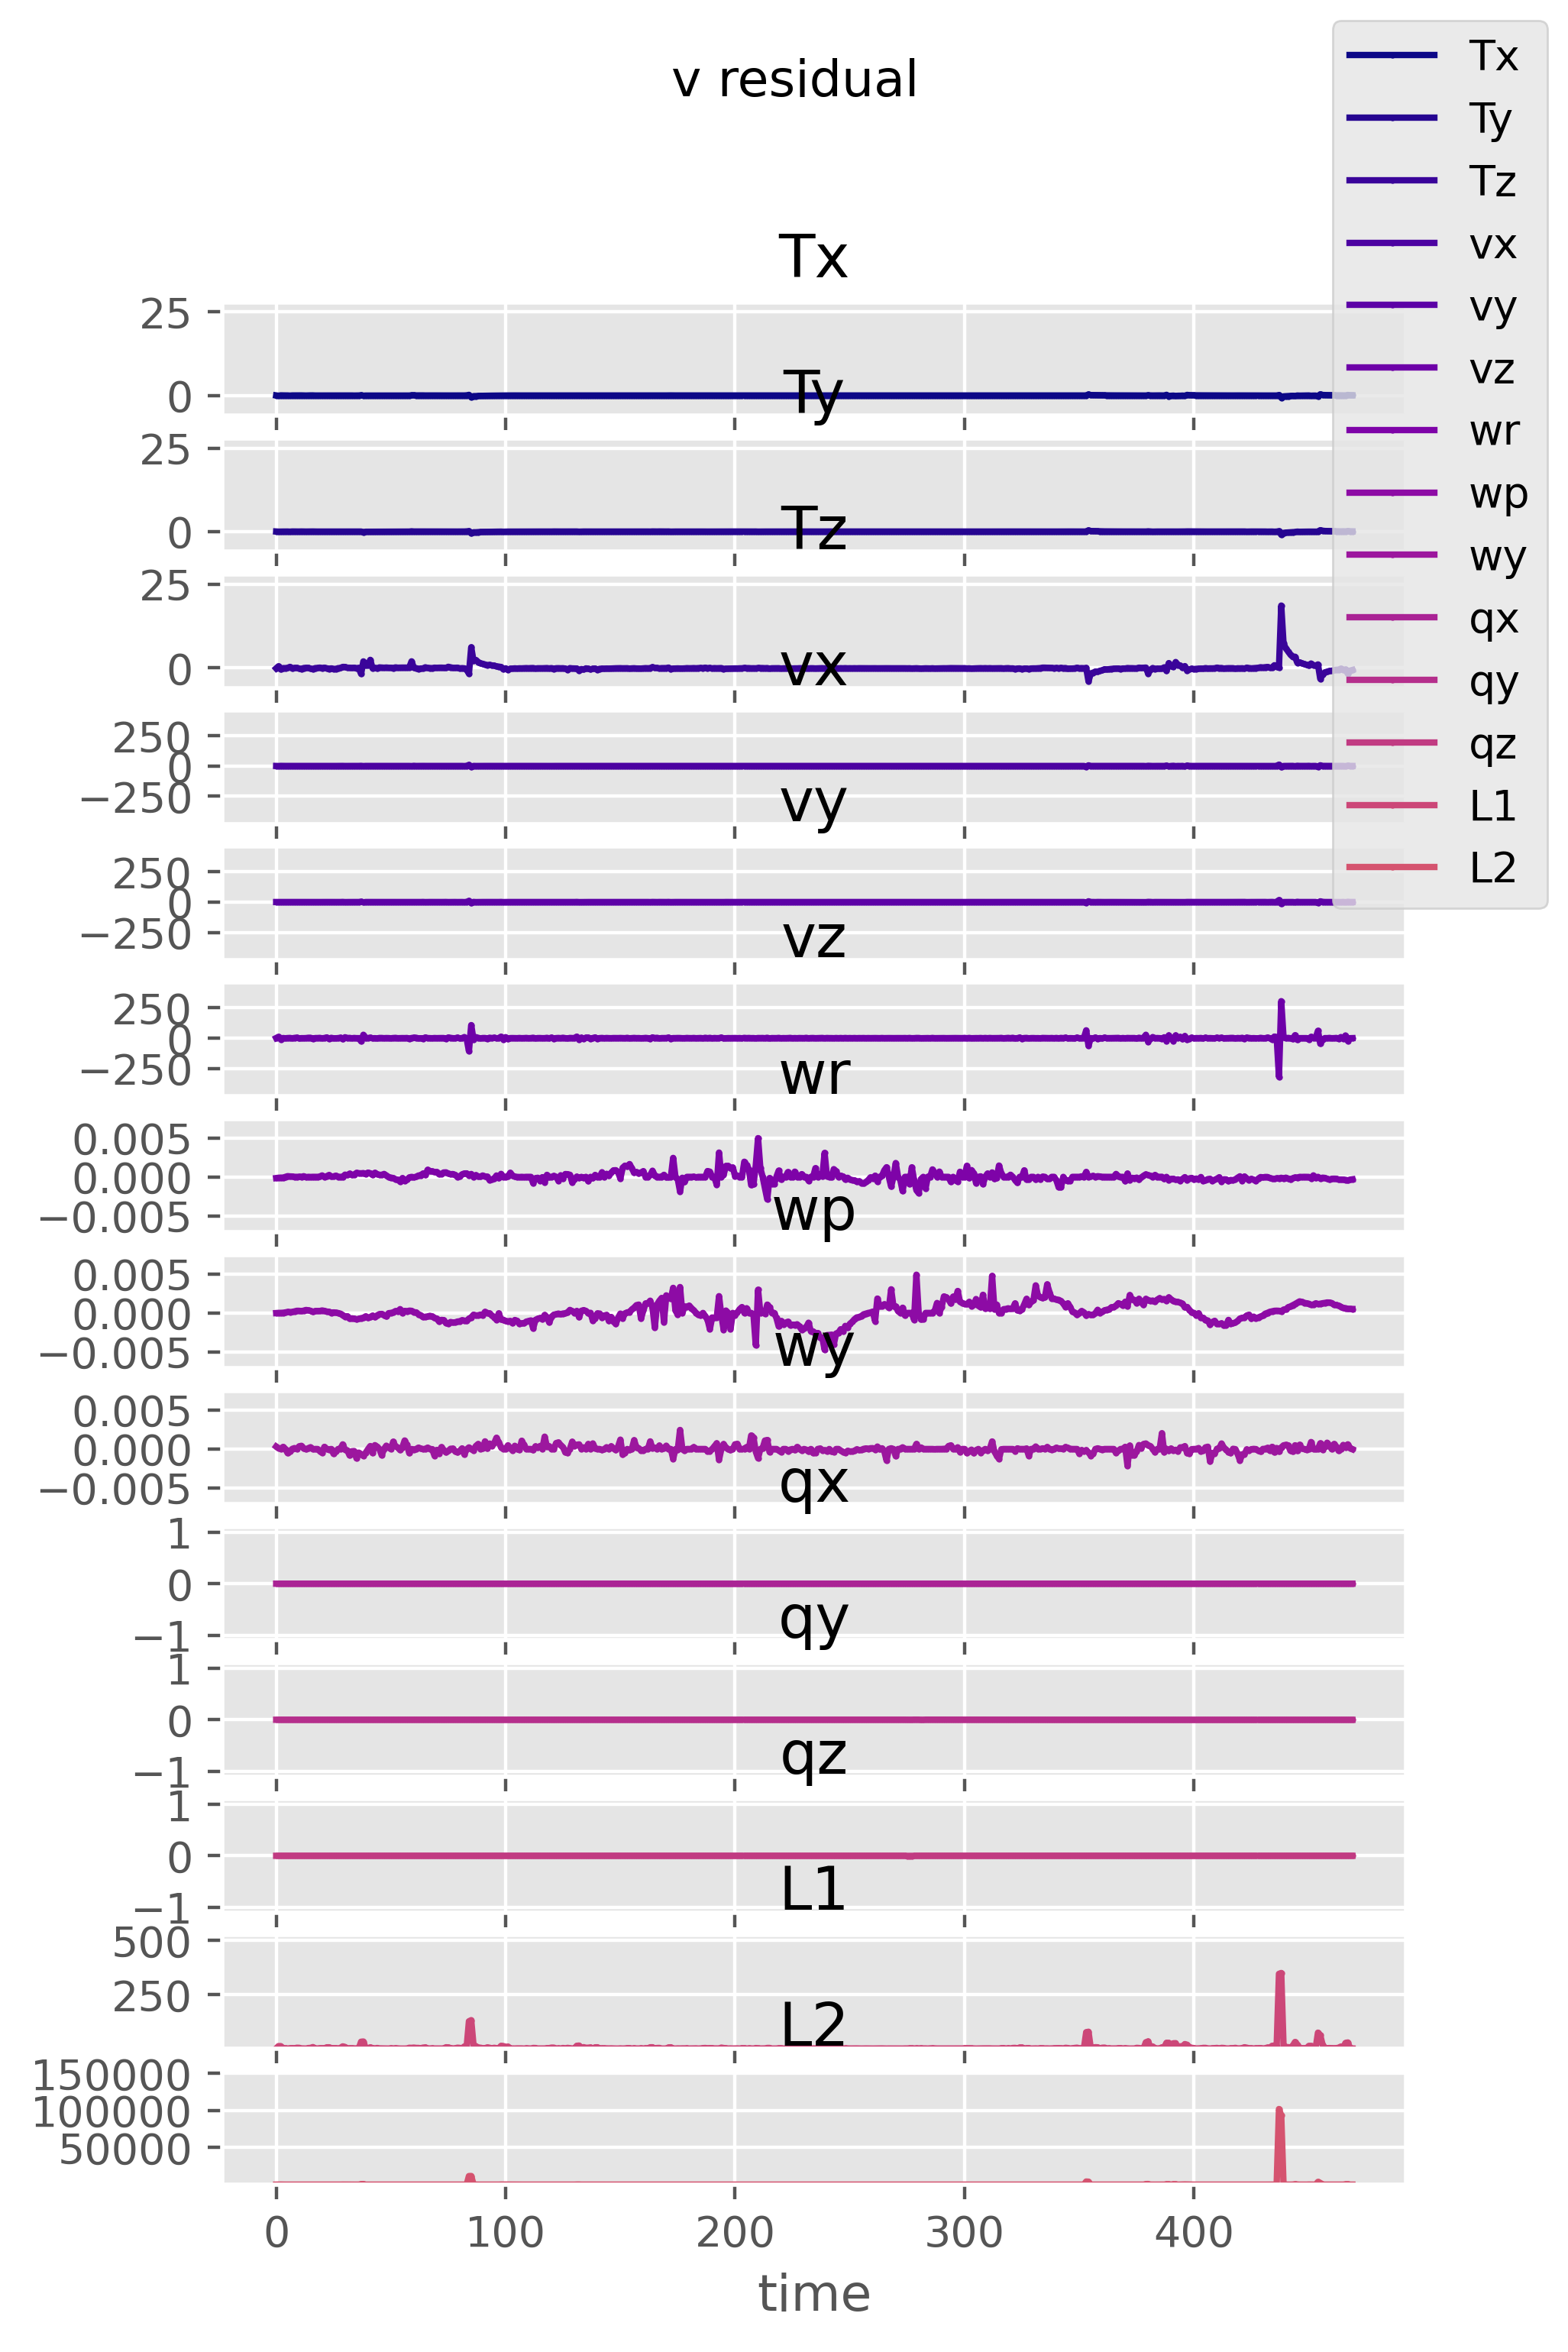 v residual
Tx
Ty
Tz
vx
vy
vz
wr
wp
wy
qx
qy
qz
L1
L2
Tx
25
0
Ty
25
0
Tz
25
0
vx
250
0
−250
vy
250
0
−250
vz
250
0
−250
wr
0.005
0.000
−0.005
wp
0.005
0.000
−0.005
wy
0.005
0.000
−0.005
qx
1
0
−1
qy
1
0
−1
qz
1
0
−1
L1
500
250
L2
150000
100000
50000
0 100 200 300 400
time